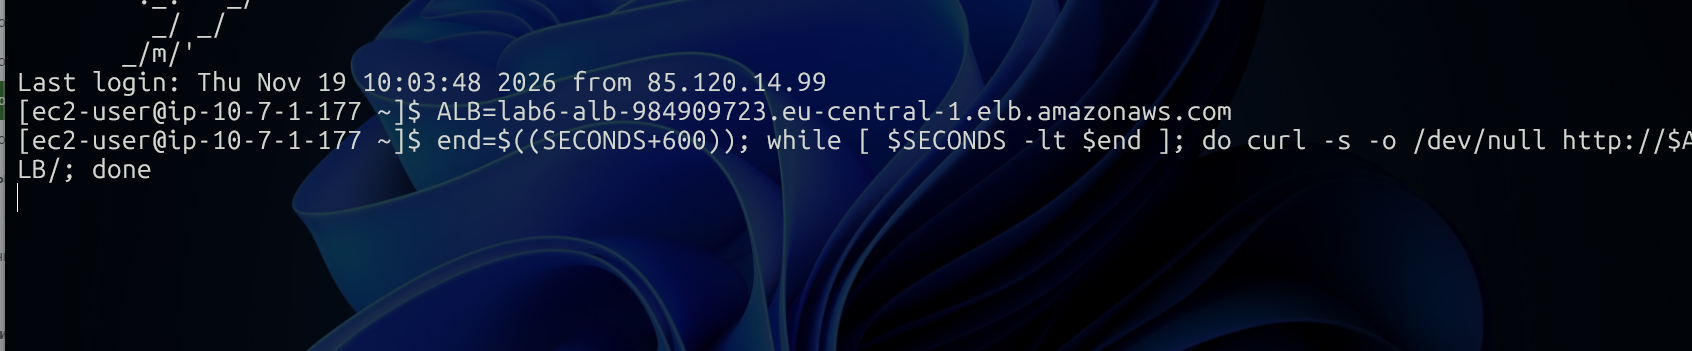 _/ _/
_/m/'
Last login: Thu Nov 19 10:03:48 2026 from 85.120.14.99
[ec2-user@ip-10-7-1-177 ~]$ ALB=lab6-alb-984909723.eu-central-1.elb.amazonaws.com
[ec2-user@ip-10-7-1-177 ~]$ end=$((SECONDS+600)); while [ $SECONDS -lt $end ]; do curl -s -o /dev/null http://$A
LB/; done